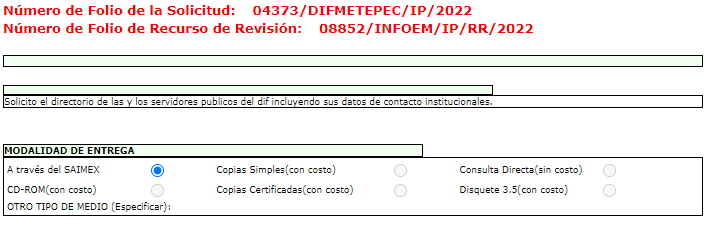 Número de Folio de la Solicitud: 04373/DIFMETEPEC/IP/2022
Número de Folio de Recurso de Revisión: 08852/INFOEM/IP/RR/2022
Solicito el directorio de las y los servidores publicos del dif incluyendo sus datos de contacto institucionales.
MODALIDAD DE ENTREGA
A través del SAIMEX Copias Simples(con costo) Consulta Directa(sin costo)
CD-ROM(con costo) Copias Certificadas(con costo) Disquete 3.5(con costo)
OTRO TIPO DE MEDIO (Especificar):